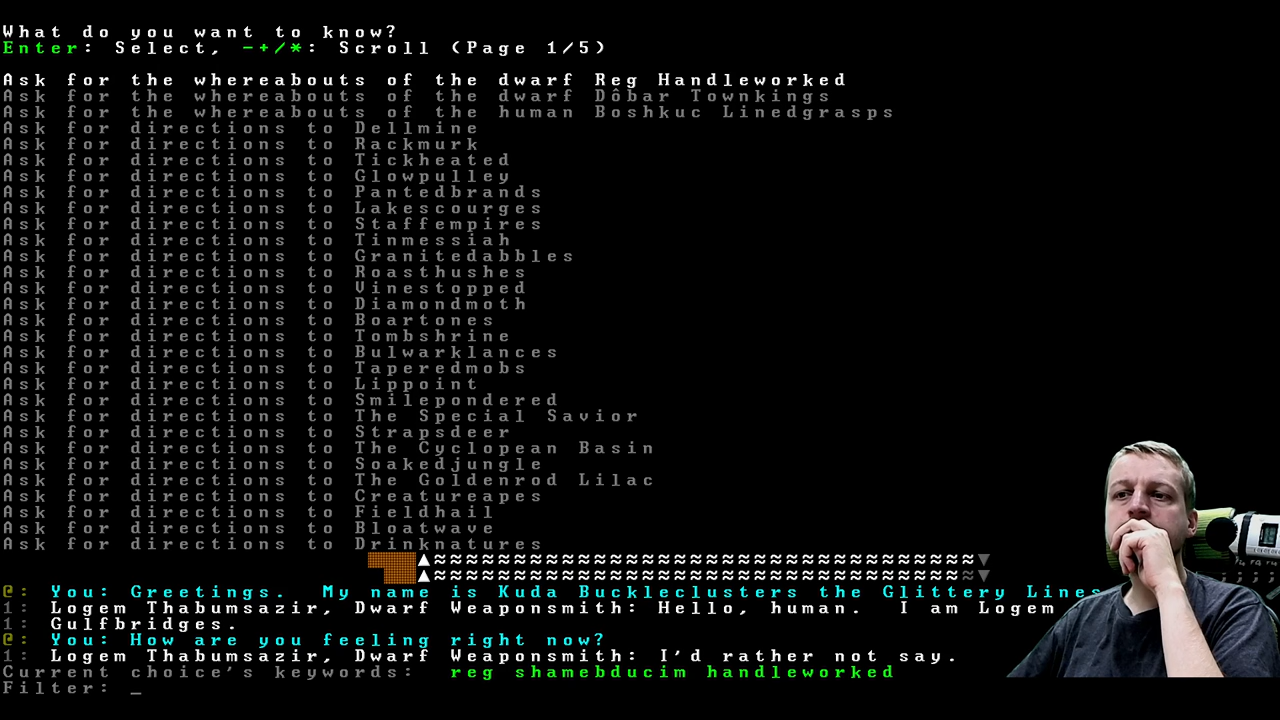 What do you want to know?
Enter: Select, -+/*: Scroll (Page 1/5)
Ask for the whereabouts of the dwarf Reg Handleworked
Ask for the whereabouts of the dwarf Dôbar Townkings
Ask for the whereabouts of the human Boshkuc Linedgrasps
Ask for directions to Dellmine
Ask for directions to Rackmurk
Ask for directions to Tickheated
Ask for directions to Glowpulley
Ask for directions to Pantedbrands
Ask for directions to Lakescourges
Ask for directions to Staffempires
Ask for directions to Tinmessiah
Ask for directions to Granitedabbles
Ask for directions to Roasthushes
Ask for directions to Vinestopped
Ask for directions to Diamondmoth
Ask for directions to Boartones
Ask for directions to Tombshrine
Ask for directions to Bulwarklances
Ask for directions to Taperedmobs
Ask for directions to Lippoint
Ask for directions to Smilepondered
Ask for directions to The Special Savior
Ask for directions to Strapsdeer
Ask for directions to The Cyclopean Basin
Ask for directions to Soakedjungle
Ask for directions to The Goldenrod Lilac
Ask for directions to Creatureapes
Ask for directions to Fieldhail
Ask for directions to Bloatwave
Ask for directions to Drinknatures
@: You: Greetings. My name is Kuda Buckleclusters the Glittery Lines
1: Logem Thabumsazir, Dwarf Weaponsmith: Hello, human. I am Logem
1: Gulfbridges.
@: You: How are you feeling right now?
1: Logem Thabumsazir, Dwarf Weaponsmith: I'd rather not say.
Current choice's keywords: reg shamebducim handleworked
Filter: _